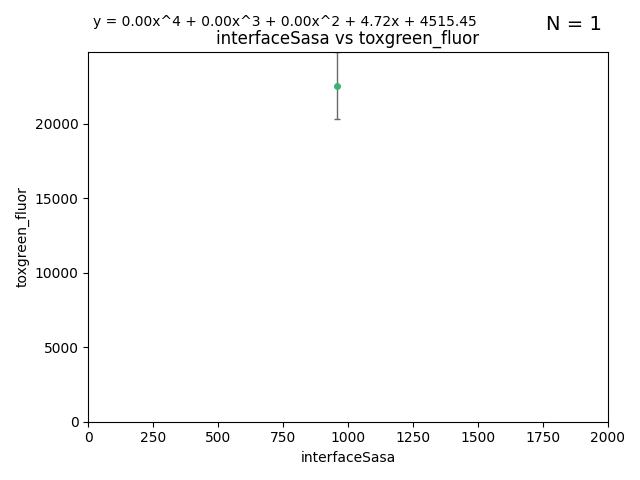 y = 0.00x^4 + 0.00x^3 + 0.00x^2 + 4.72x + 4515.45
N = 1
interfaceSasa vs toxgreen_fluor
20000
15000
10000
5000
0
toxgreen_fluor
0 250 500 750 1000 1250 1500 1750 2000
interfaceSasa